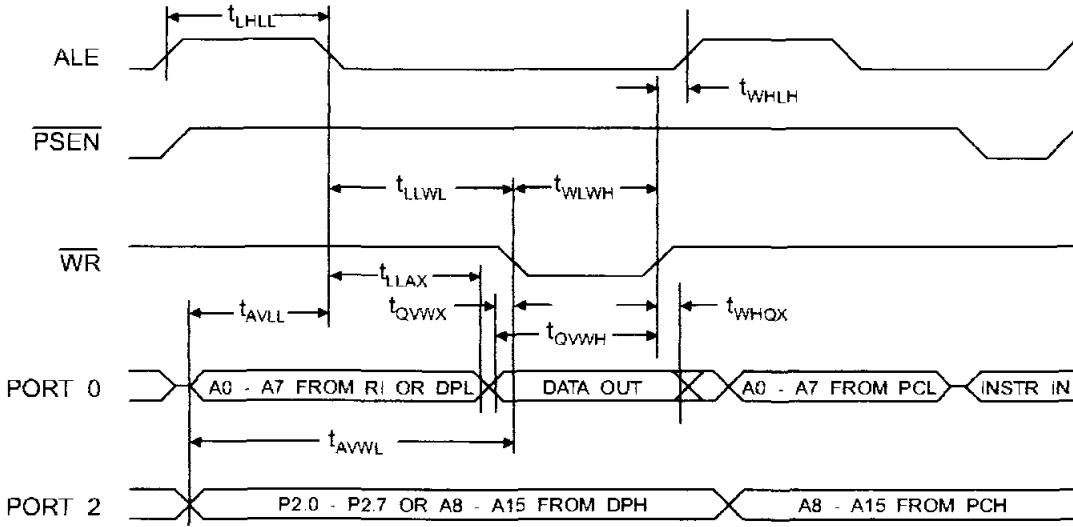 tLHLL
ALE
tWHLH
PSEN
tLLWL
tWLWH
WR
tLLAX
tAVLL
tQVWX
tWHQX
tQVWH
PORT 0
A0 - A7 FROM RI OR DPL
DATA OUT
A0 - A7 FROM PCL
INSTR IN
tAVWL
PORT 2
P2.0 - P2.7 OR A8 - A15 FROM DPH
A8 - A15 FROM PCH